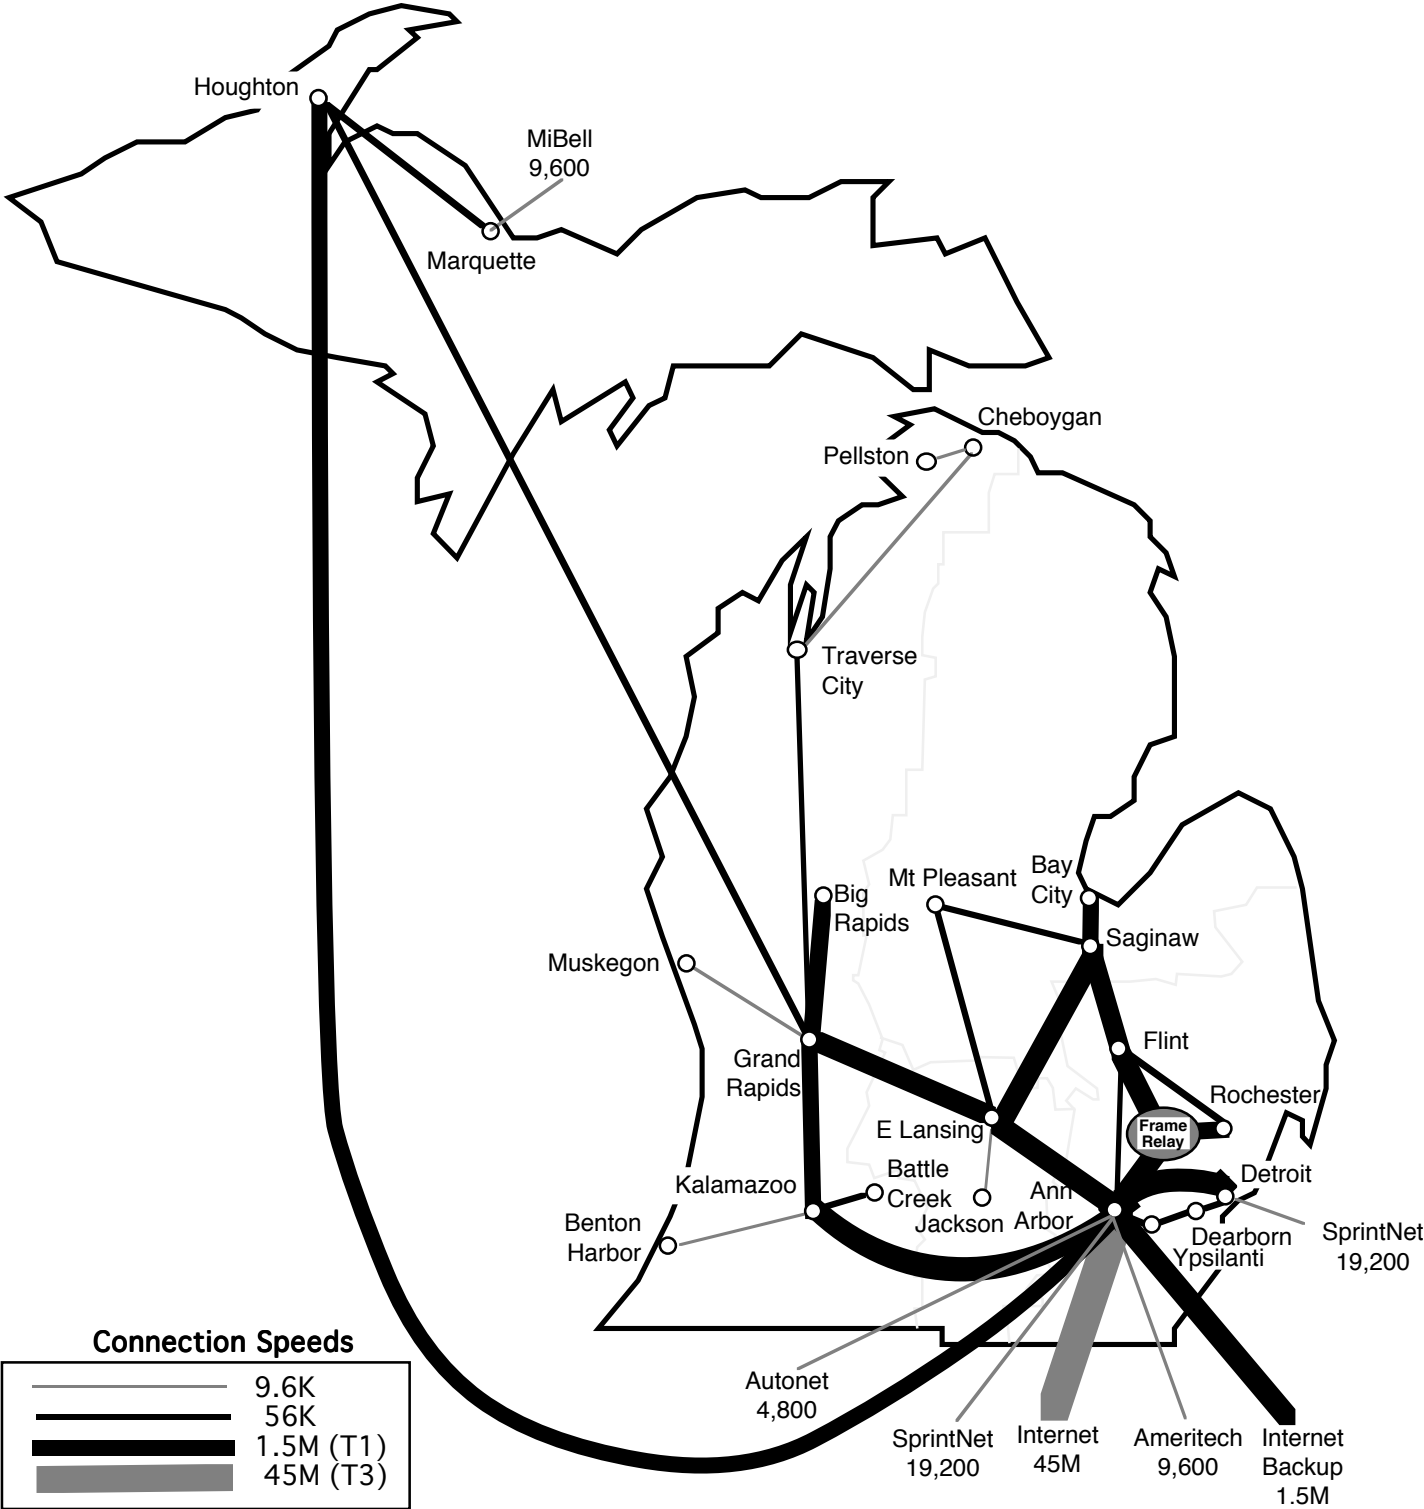 Houghton
MiBell
9,600
Marquette
Cheboygan
Pellston
Traverse
City
Big
Rapids
Mt Pleasant
Bay
City
Saginaw
Muskegon
Grand
Rapids
Flint
Rochester
E Lansing
Frame
Relay
Kalamazoo
Battle
Creek
Jackson
Ann
Arbor
Detroit
Benton
Harbor
Dearborn
Ypsilanti
SprintNet
19,200
Autonet
4,800
SprintNet
19,200
Internet
45M
Ameritech
9,600
Internet
Backup
1.5M
Connection Speeds
9.6K
56K
1.5M (T1)
45M (T3)